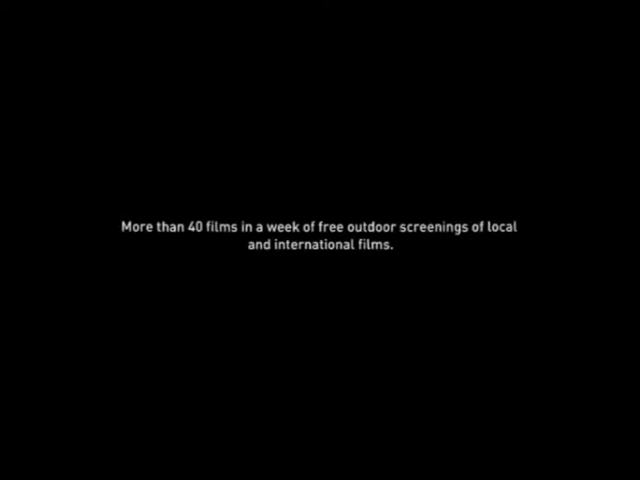 More than 40 films in a week of free outdoor screenings of local
and international films.